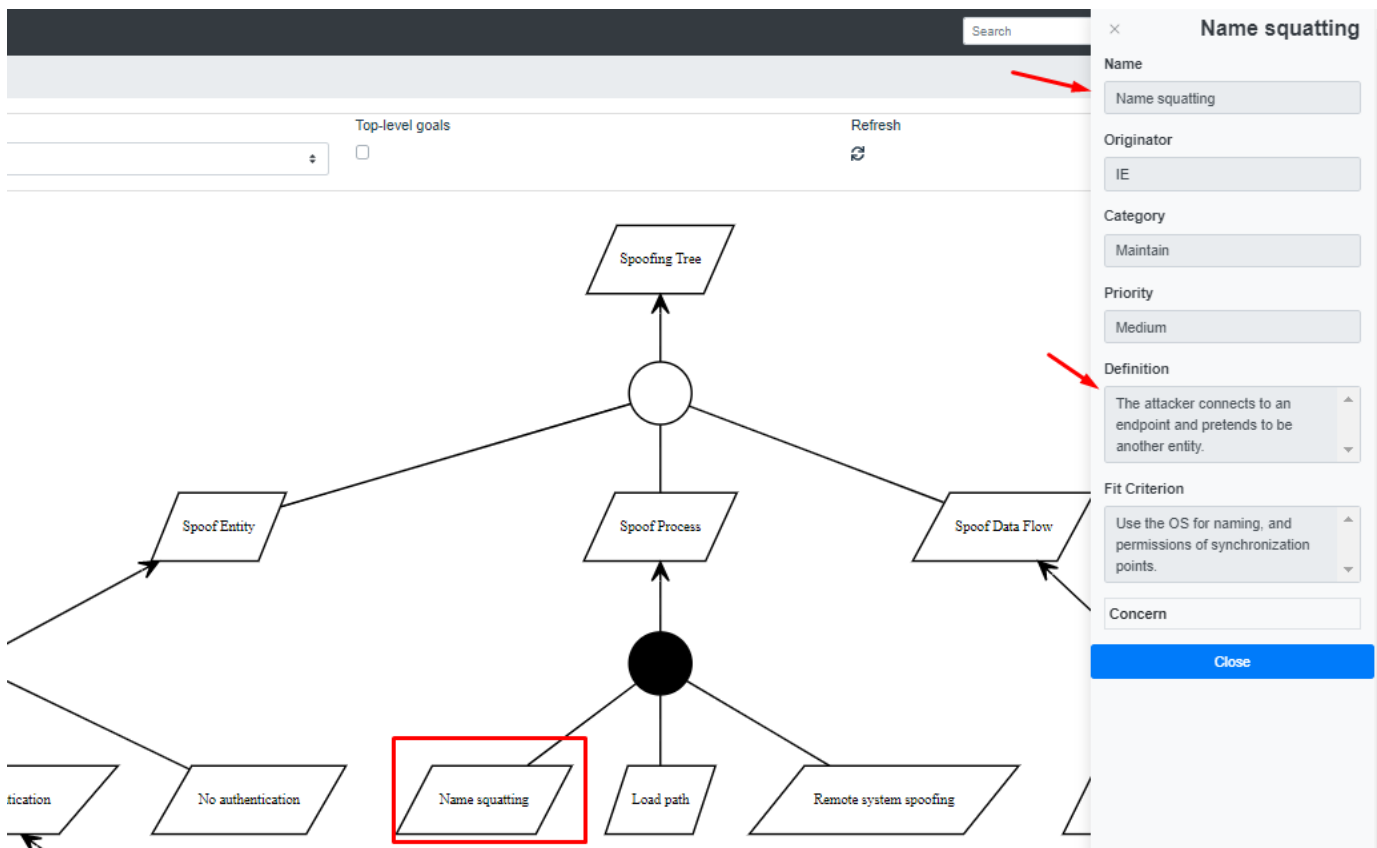 Search
Top-level goals
Refresh
Spoofing Tree
Spoof Entity
Spoof Process
Spoof Data Flow
No authentication
Name squatting
Load path
Remote system spoofing
tication
×
Name squatting
Name
Name squatting
Originator
IE
Category
Maintain
Priority
Medium
Definition
The attacker connects to an
endpoint and pretends to be
another entity.
Fit Criterion
Use the OS for naming, and
permissions of synchronization
points.
Concern
Close